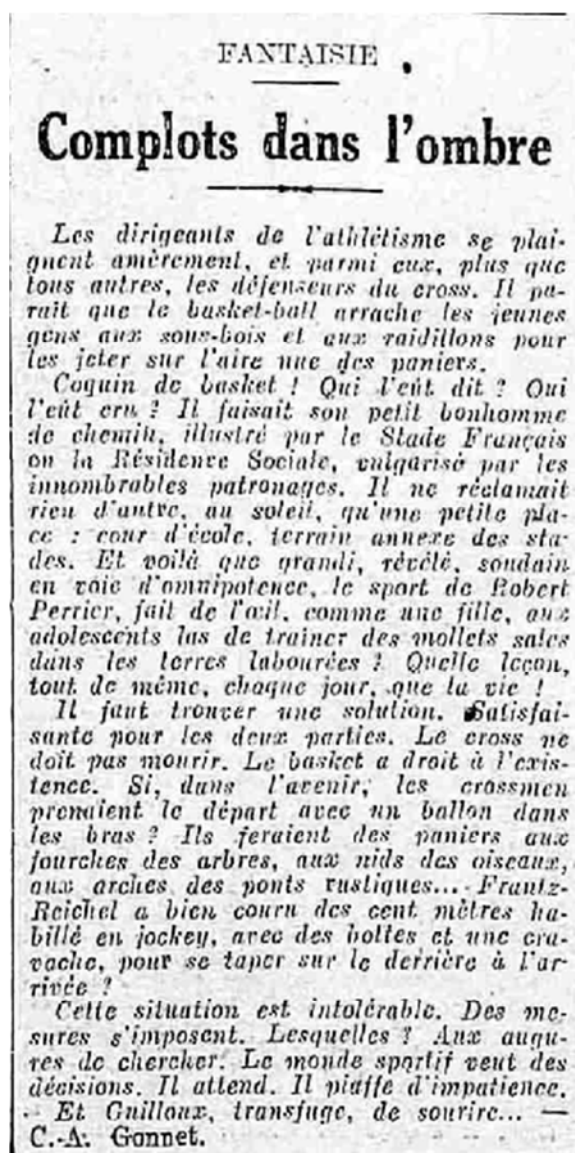 FANTAISIE
Complots dans l'ombre
Les dirigeants de l'athlétisme se plai-
gnent amèrement, et parmi eux, plus que
tous autres, les défenseurs du cross. Il pa-
rait que le basket-ball arrache les jeunes
gens aux sous-bois et aux raidillons pour
les jeter sur l'aire nue des paniers.
Coquin de basket ! Qui l'eût dit ? Qui
l'eût cru ? Il faisait son petit bonhomme
de chemin, illustré par le Stade Français
ou la Résidence Sociale, vulgarisé par les
innombrables patronages. Il ne réclamait
rien d'autre, au soleil, qu'une petite pla-
ce : cour d'école, terrain annexe des sta-
des. Et voilà que grandi, révélé, soudain
en voie d'omnipotence, le sport de Robert
Perrier, fait de l'œil, comme une fille, aux
adolescents las de trainer des mollets sales
dans les terres labourées ! Quelle leçon,
tout de même, chaque jour, que la vie !
Il faut trouver une solution. Satisfai-
sante pour les deux parties. Le cross ne
doit pas mourir. Le basket a droit à l'exis-
tence. Si, dans l'avenir, les crossmen
prenaient le départ avec un ballon dans
les bras ? Ils feraient des paniers aux
fourches des arbres, aux nids des oiseaux,
aux arches des ponts rustiques... Frantz-
Reichel a bien couru des cent mètres ha-
billé en jockey, avec des bottes et une cra-
vache, pour se taper sur le derrière à l'ar-
rivée ?
Cette situation est intolérable. Des me-
sures s'imposent. Lesquelles ? Aux augu-
res de chercher. Le monde sportif veut des
décisions. Il attend. Il piaffe d'impatience.
- Et Guilloux, transfuge, de sourire... —
C.-A. Gonnet.